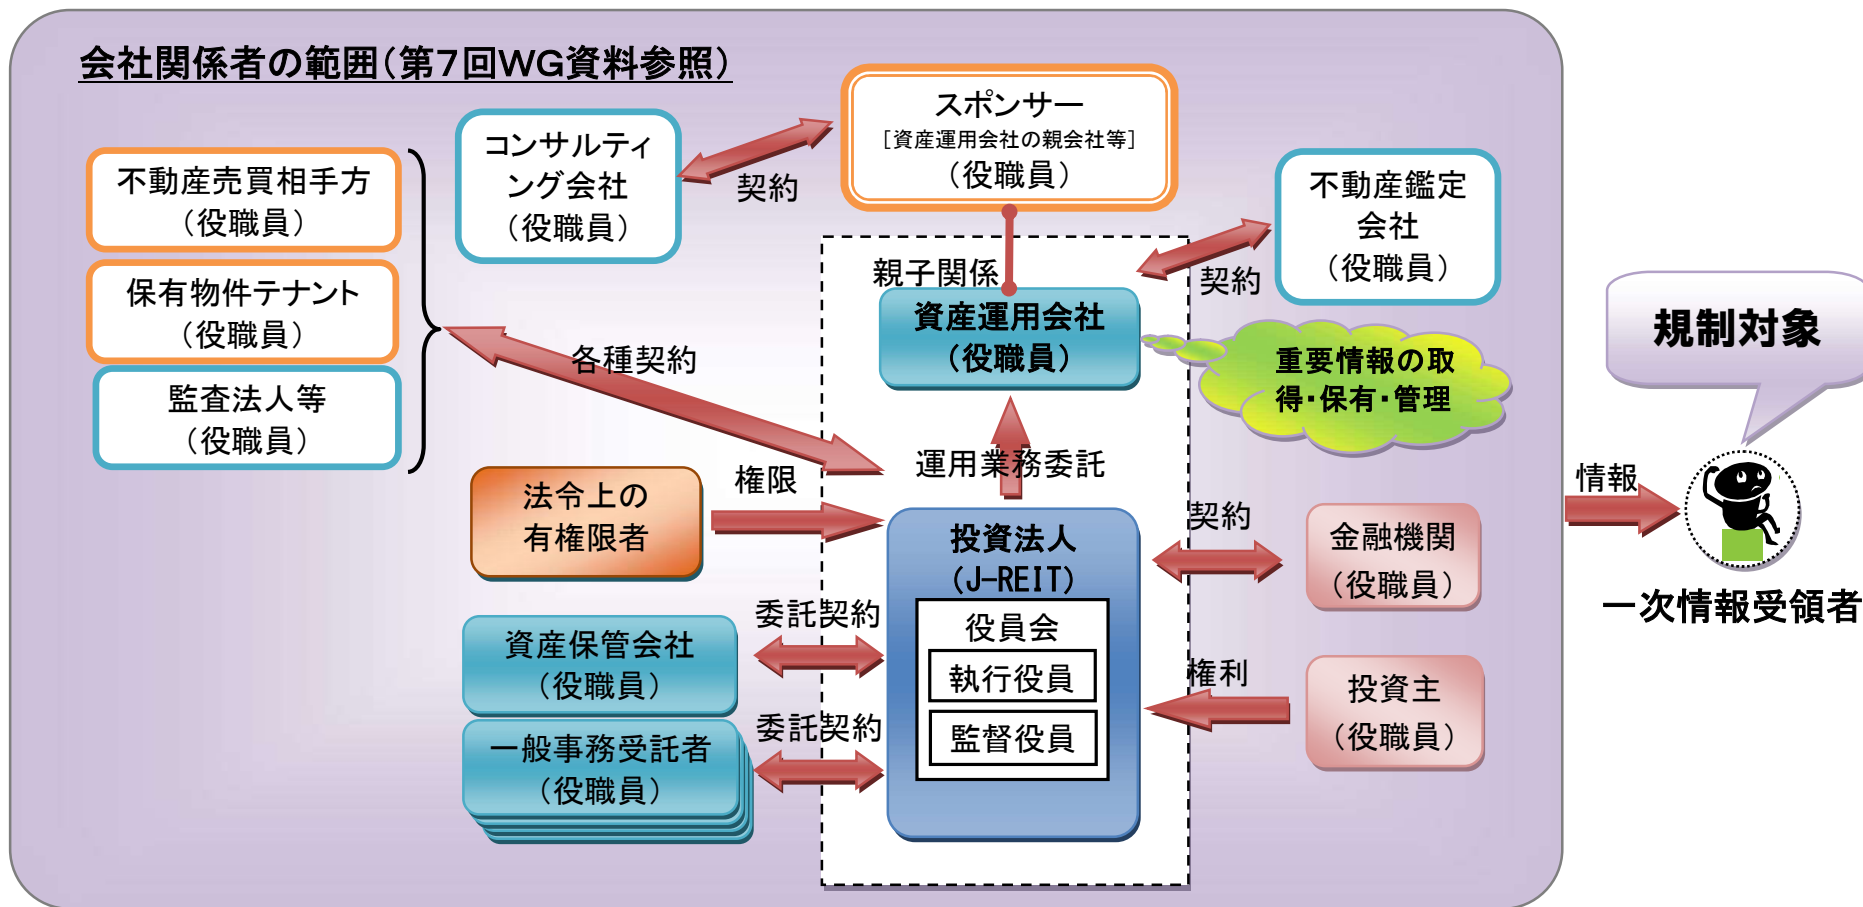 会社関係者の範囲（第７回ＷＧ資料参照）
スポンサー
［資産運用会社の親会社等］
（役職員）
コンサルティ
ング会社
（役職員）
契約
不動産売買相手方
（役職員）
保有物件テナント
（役職員）
監査法人等
（役職員）
不動産鑑定
会社
（役職員）
契約
親子関係
資産運用会社
（役職員）
重要情報の取
得・保有・管理
各種契約
運用業務委託
法令上の
有権限者
権限
投資法人
（J-REIT）
役員会
執行役員
監督役員
契約
金融機関
（役職員）
資産保管会社
（役職員）
委託契約
一般事務受託者
（役職員）
委託契約
権利
投資主
（役職員）
規制対象
情報
一次情報受領者